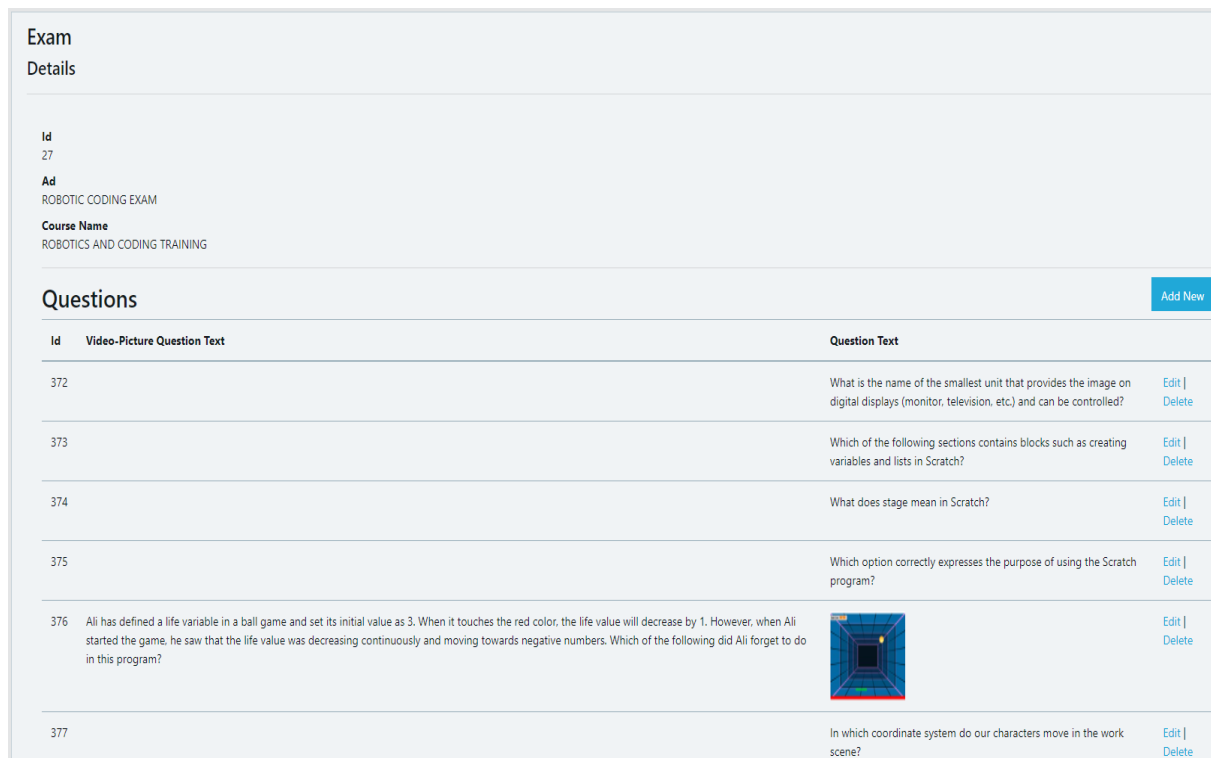 Exam
Details
Id
27
Ad
ROBOTIC CODING EXAM
Course Name
ROBOTICS AND CODING TRAINING
Questions
Add New
Id Video-Picture Question Text Question Text
372 What is the name of the smallest unit that provides the image on Edit |
digital displays (monitor, television, etc.) and can be controlled? Delete
373 Which of the following sections contains blocks such as creating Edit |
variables and lists in Scratch? Delete
374 What does stage mean in Scratch? Edit |
Delete
375 Which option correctly expresses the purpose of using the Scratch Edit |
program? Delete
376 Ali has defined a life variable in a ball game and set its initial value as 3. When it touches the red color, the life value will decrease by 1. However, when Ali Edit |
started the game, he saw that the life value was decreasing continuously and moving towards negative numbers. Which of the following did Ali forget to do Delete
in this program?
377 In which coordinate system do our characters move in the work Edit |
scene? Delete